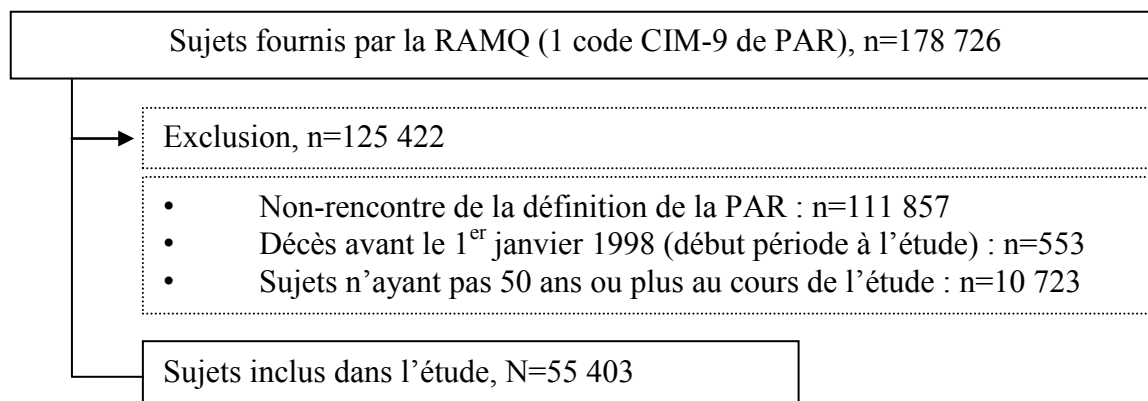 Sujets fournis par la RAMQ (1 code CIM-9 de PAR), n=178 726
Exclusion, n=125 422
• Non-rencontre de la définition de la PAR : n=111 857
• Décès avant le 1er janvier 1998 (début période à l’étude) : n=553
• Sujets n’ayant pas 50 ans ou plus au cours de l’étude : n=10 723
Sujets inclus dans l’étude, N=55 403